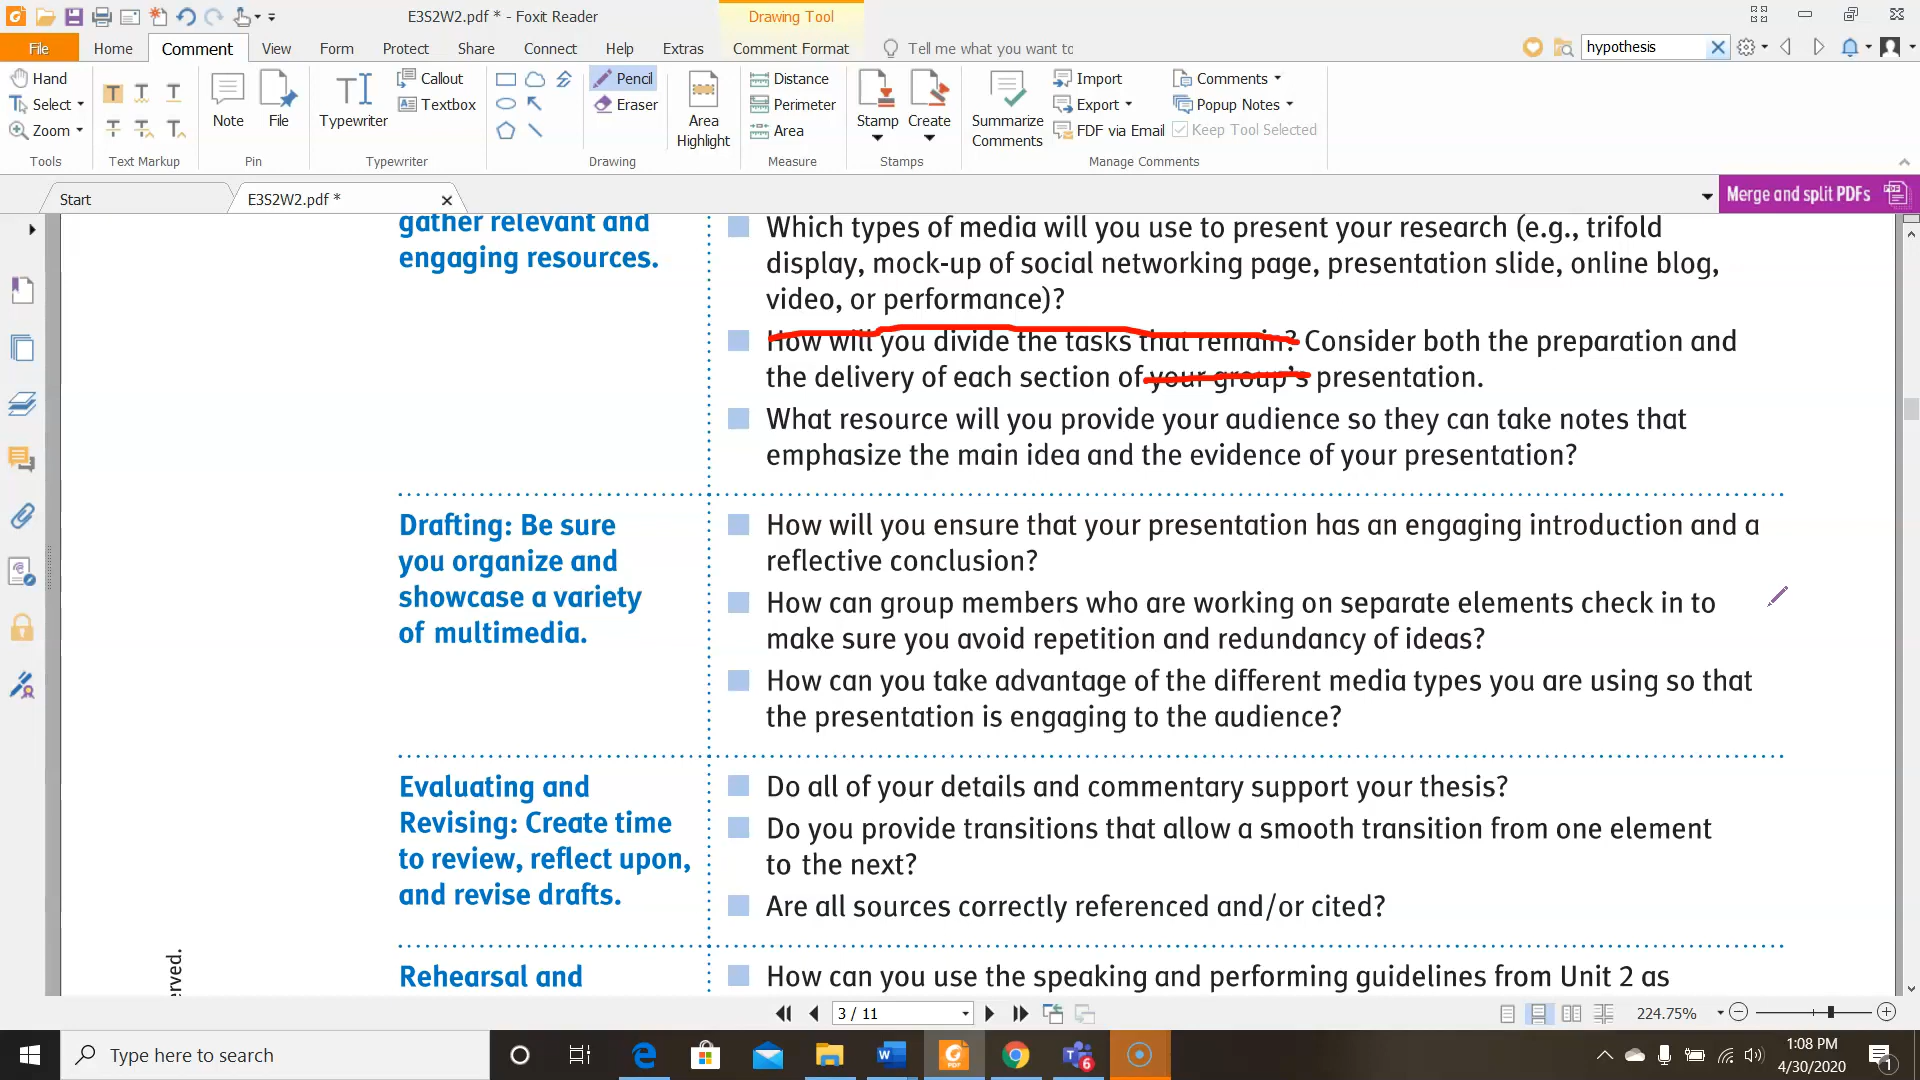 E3S2W2.pdf * - Foxit Reader
Drawing Tool
File
Home
Comment
View
Form
Protect
Share
Connect
Help
Extras
Comment Format
Tell me what you want to
hypothesis
Hand
Select
Zoom
Tools
Text Markup
Note
File
Pin
Typewriter
Callout
Textbox
Typewriter
Pencil
Eraser
Drawing
Area
Highlight
Distance
Perimeter
Area
Measure
Stamp
Create
Stamps
Summarize
Comments
Import
Export
FDF via Email
Comments
Popup Notes
Keep Tool Selected
Manage Comments
Start
E3S2W2.pdf *
Merge and split PDFs
gather relevant and
engaging resources.
Which types of media will you use to present your research (e.g., trifold
display, mock-up of social networking page, presentation slide, online blog,
video, or performance)?
How will you divide the tasks that remain? Consider both the preparation and
the delivery of each section of your group's presentation.
What resource will you provide your audience so they can take notes that
emphasize the main idea and the evidence of your presentation?
Drafting: Be sure
you organize and
showcase a variety
of multimedia.
How will you ensure that your presentation has an engaging introduction and a
reflective conclusion?
How can group members who are working on separate elements check in to
make sure you avoid repetition and redundancy of ideas?
How can you take advantage of the different media types you are using so that
the presentation is engaging to the audience?
Evaluating and
Revising: Create time
to review, reflect upon,
and revise drafts.
Do all of your details and commentary support your thesis?
Do you provide transitions that allow a smooth transition from one element
to the next?
Are all sources correctly referenced and/or cited?
Rehearsal and
How can you use the speaking and performing guidelines from Unit 2 as
erved.
3 / 11
224.75%
Type here to search
6
1:08 PM
4/30/2020
1